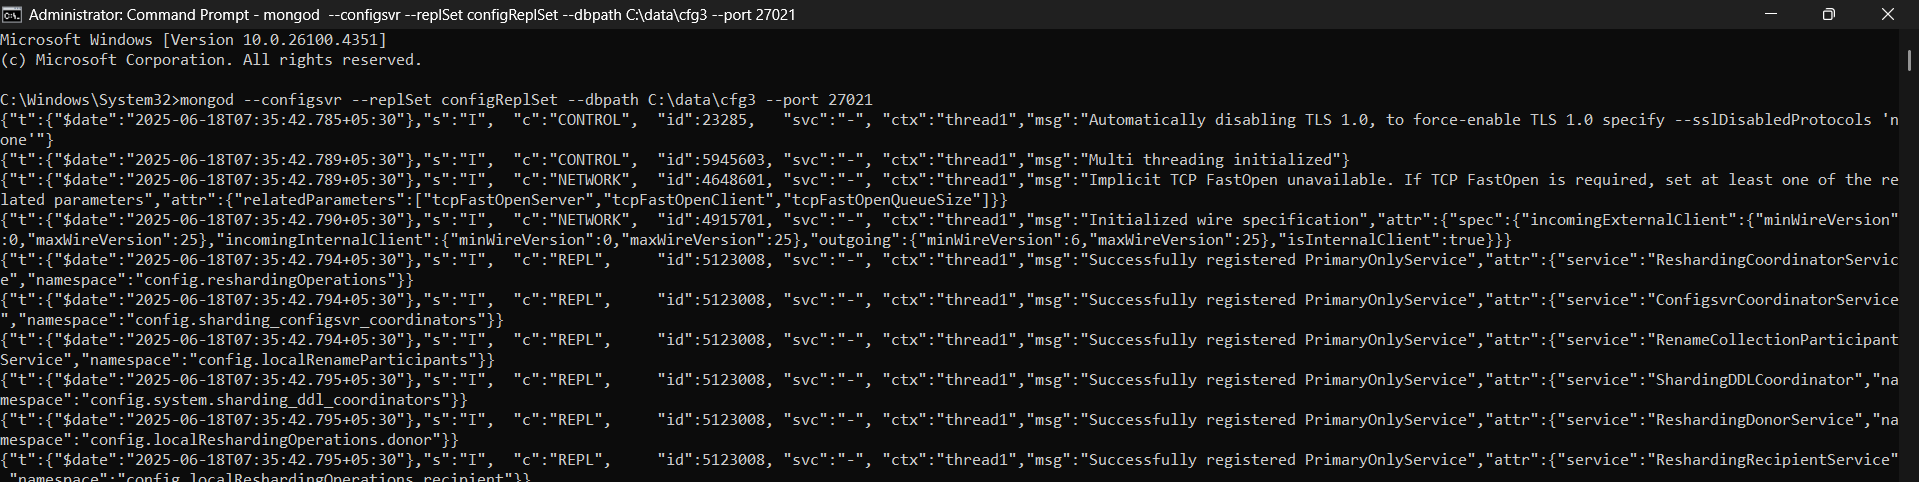 Administrator: Command Prompt - mongod  --configsvr --replSet configReplSet --dbpath C:\data\cfg3 --port 27021
Microsoft Windows [Version 10.0.26100.4351]
(c) Microsoft Corporation. All rights reserved.
C:\Windows\System32>mongod --configsvr --replSet configReplSet --dbpath C:\data\cfg3 --port 27021
{"t":{"$date":"2025-06-18T07:35:42.785+05:30"},"s":"I",  "c":"CONTROL",  "id":23285,   "svc":"-", "ctx":"thread1","msg":"Automatically disabling TLS 1.0, to force-enable TLS 1.0 specify --sslDisabledProtocols 'n
one'"}
{"t":{"$date":"2025-06-18T07:35:42.789+05:30"},"s":"I",  "c":"CONTROL",  "id":5945603, "svc":"-", "ctx":"thread1","msg":"Multi threading initialized"}
{"t":{"$date":"2025-06-18T07:35:42.789+05:30"},"s":"I",  "c":"NETWORK",  "id":4648601, "svc":"-", "ctx":"thread1","msg":"Implicit TCP FastOpen unavailable. If TCP FastOpen is required, set at least one of the re
lated parameters","attr":{"relatedParameters":["tcpFastOpenServer","tcpFastOpenClient","tcpFastOpenQueueSize"]}}
{"t":{"$date":"2025-06-18T07:35:42.790+05:30"},"s":"I",  "c":"NETWORK",  "id":4915701, "svc":"-", "ctx":"thread1","msg":"Initialized wire specification","attr":{"spec":{"incomingExternalClient":{"minWireVersion"
:0,"maxWireVersion":25},"incomingInternalClient":{"minWireVersion":0,"maxWireVersion":25},"outgoing":{"minWireVersion":6,"maxWireVersion":25},"isInternalClient":true}}}
{"t":{"$date":"2025-06-18T07:35:42.794+05:30"},"s":"I",  "c":"REPL",     "id":5123008, "svc":"-", "ctx":"thread1","msg":"Successfully registered PrimaryOnlyService","attr":{"service":"ReshardingCoordinatorServic
e","namespace":"config.reshardingOperations"}}
{"t":{"$date":"2025-06-18T07:35:42.794+05:30"},"s":"I",  "c":"REPL",     "id":5123008, "svc":"-", "ctx":"thread1","msg":"Successfully registered PrimaryOnlyService","attr":{"service":"ConfigsvrCoordinatorService
","namespace":"config.sharding_configsvr_coordinators"}}
{"t":{"$date":"2025-06-18T07:35:42.794+05:30"},"s":"I",  "c":"REPL",     "id":5123008, "svc":"-", "ctx":"thread1","msg":"Successfully registered PrimaryOnlyService","attr":{"service":"RenameCollectionParticipant
Service","namespace":"config.localRenameParticipants"}}
{"t":{"$date":"2025-06-18T07:35:42.795+05:30"},"s":"I",  "c":"REPL",     "id":5123008, "svc":"-", "ctx":"thread1","msg":"Successfully registered PrimaryOnlyService","attr":{"service":"ShardingDDLCoordinator","na
mespace":"config.system.sharding_ddl_coordinators"}}
{"t":{"$date":"2025-06-18T07:35:42.795+05:30"},"s":"I",  "c":"REPL",     "id":5123008, "svc":"-", "ctx":"thread1","msg":"Successfully registered PrimaryOnlyService","attr":{"service":"ReshardingDonorService","na
mespace":"config.localReshardingOperations.donor"}}
{"t":{"$date":"2025-06-18T07:35:42.795+05:30"},"s":"I",  "c":"REPL",     "id":5123008, "svc":"-", "ctx":"thread1","msg":"Successfully registered PrimaryOnlyService","attr":{"service":"ReshardingRecipientService"
,"namespace":"config.localReshardingOperations.recipient"}}